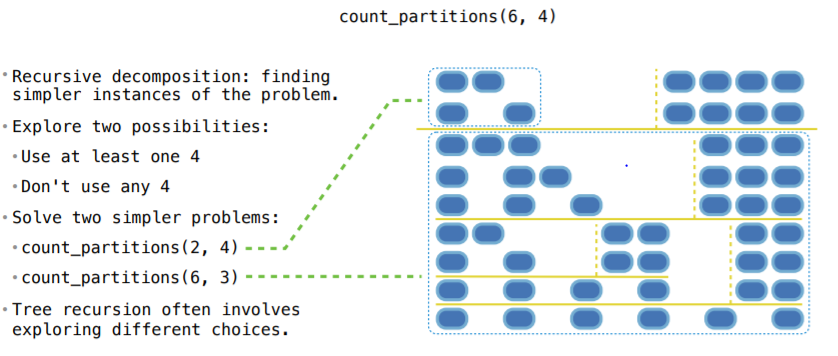 count_partitions(6, 4)
• Recursive decomposition: finding
simpler instances of the problem.
• Explore two possibilities:
• Use at least one 4
• Don't use any 4
• Solve two simpler problems:
• count_partitions(2, 4)
• count_partitions(6, 3)
• Tree recursion often involves
exploring different choices.